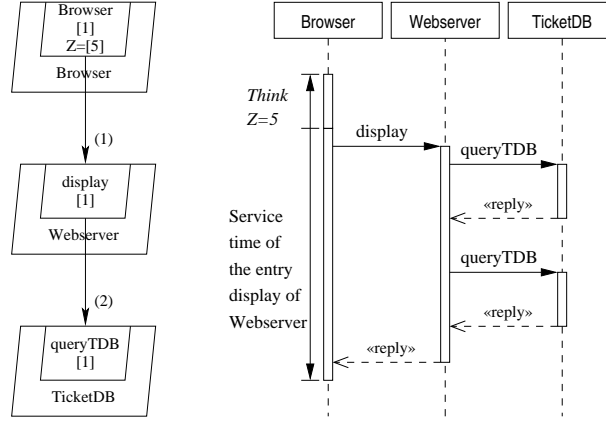 Browser
[1]
Z=[5]
Browser
(1)
display
[1]
Webserver
(2)
queryTDB
[1]
TicketDB
Browser
Webserver
TicketDB
Think
Z=5
display
queryTDB
«reply»
Service
time of
the entry
display of
Webserver
queryTDB
«reply»
«reply»